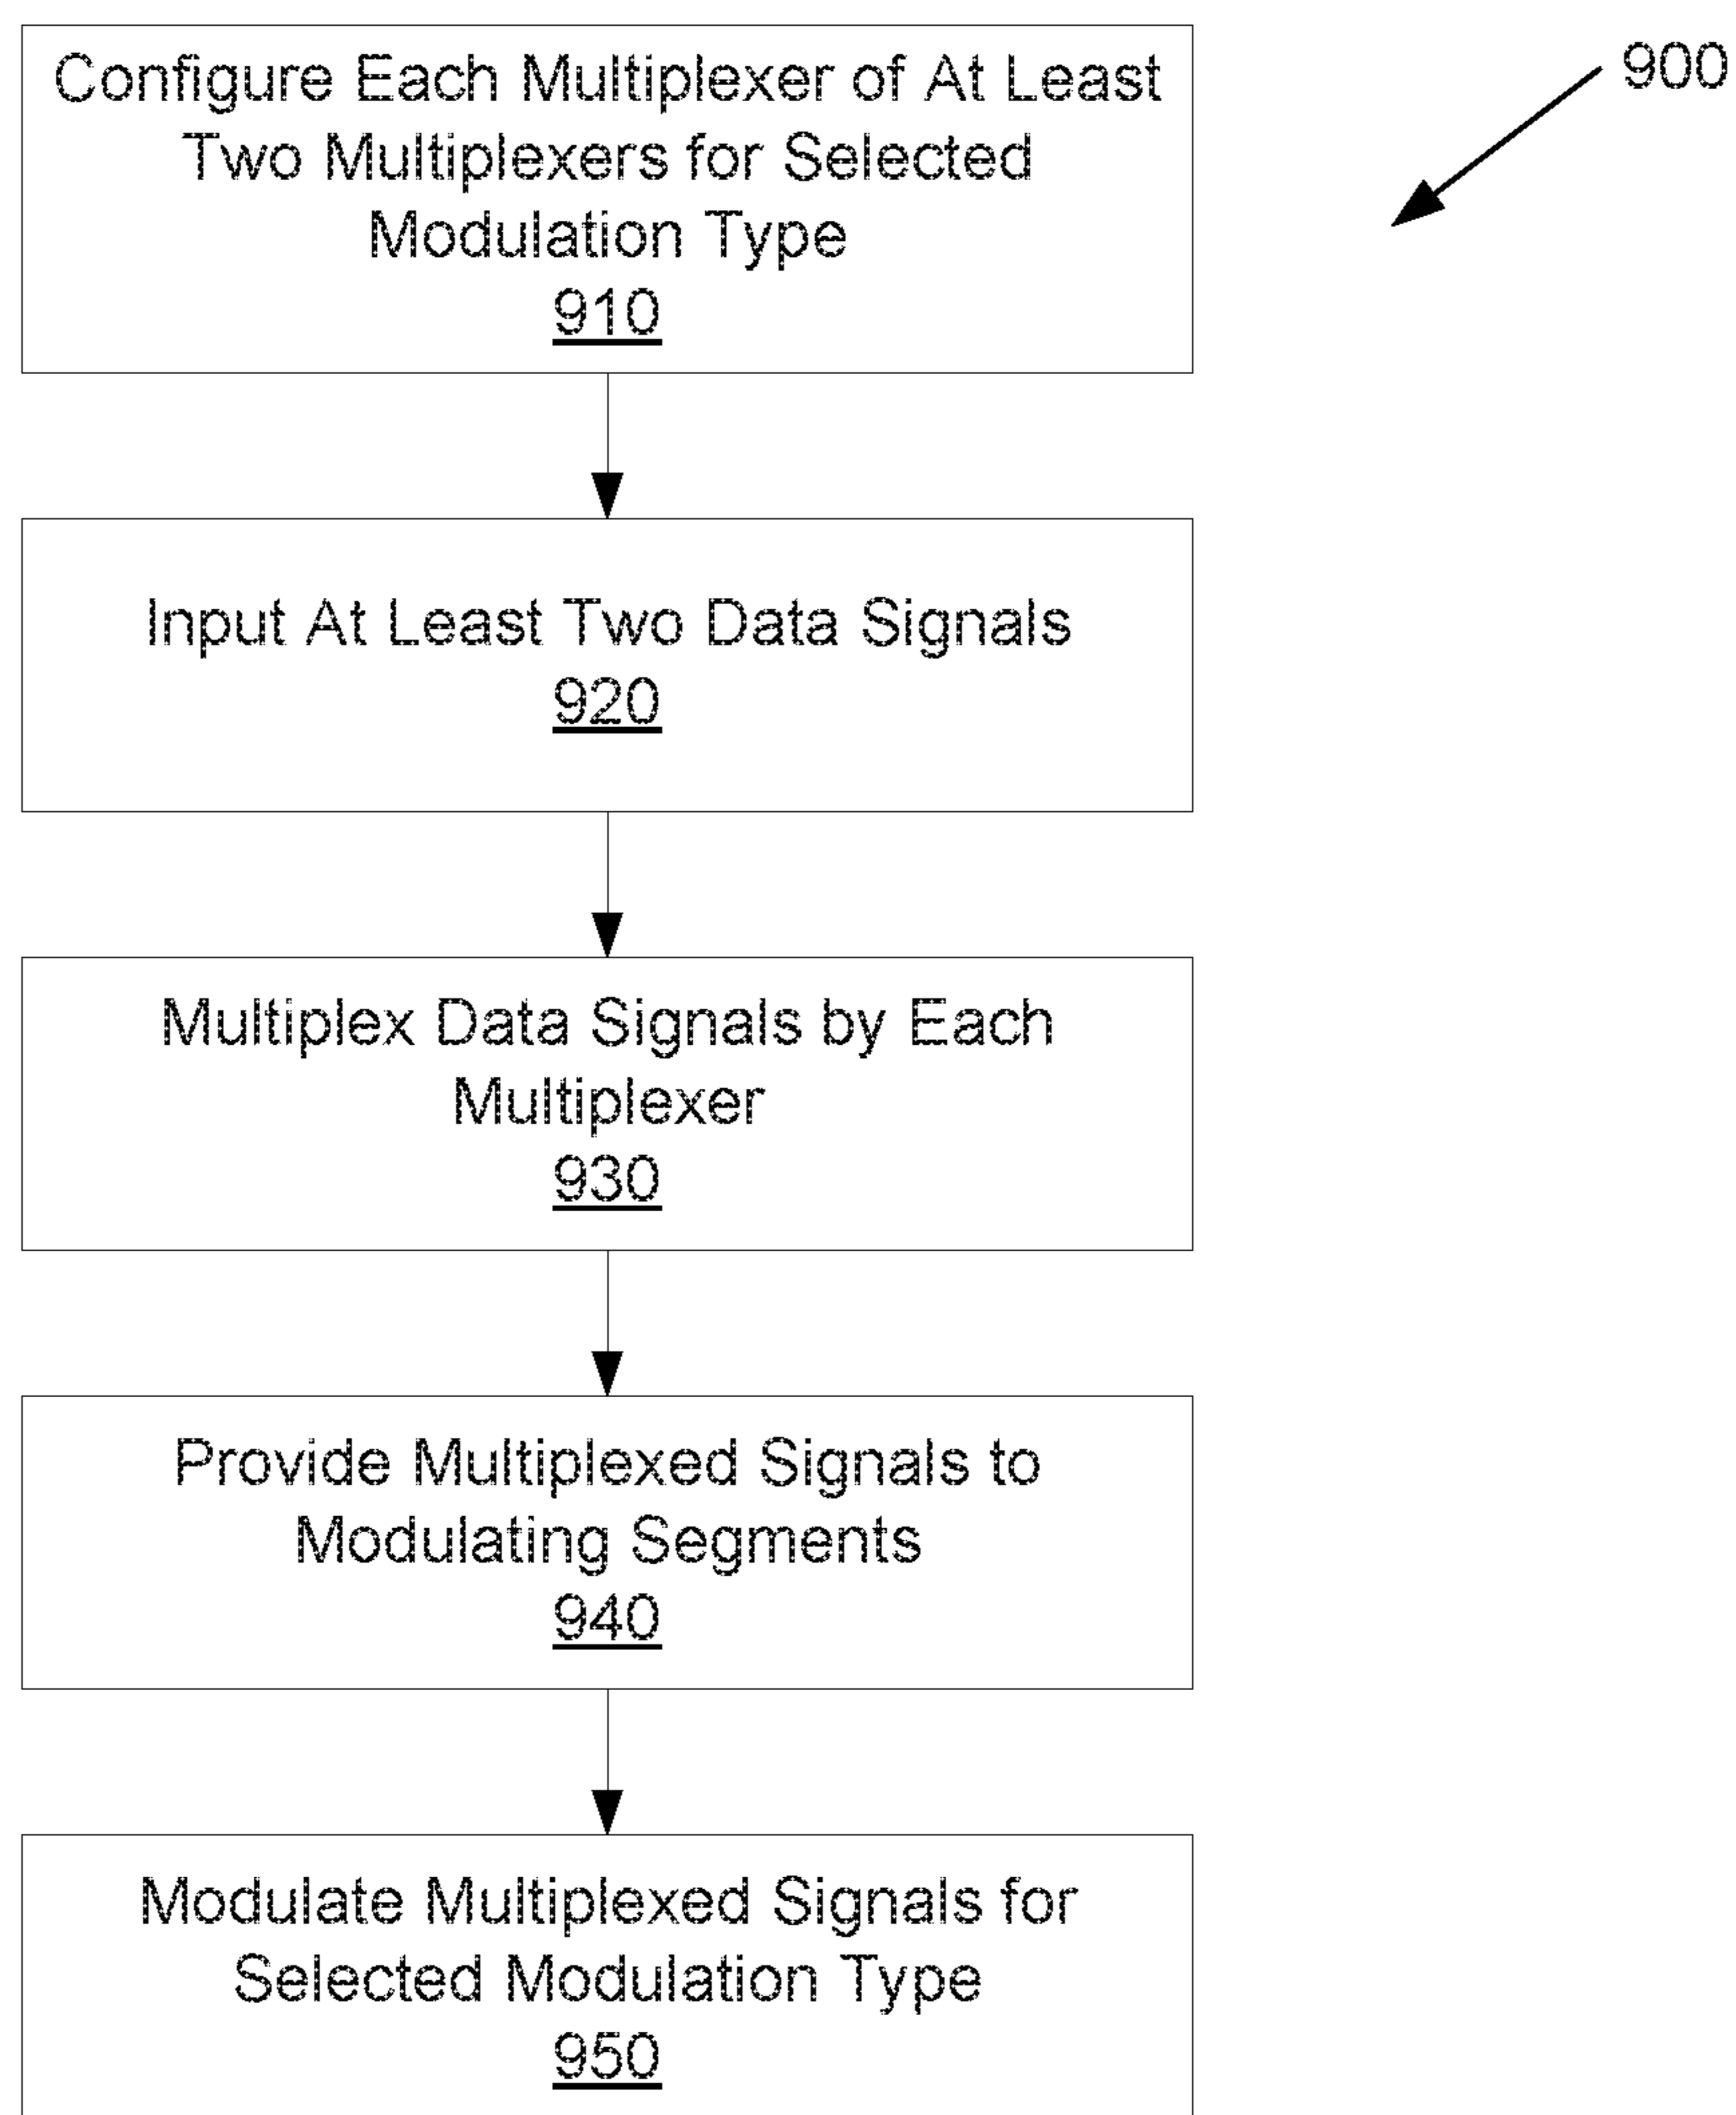 Configure Each Multiplexer of At Least
Two Multiplexers for Selected
Modulation Type
910
900
Input At Least Two Data Signals
920
Multiplex Data Signals by Each
Multiplexer
930
Provide Multiplexed Signals to
Modulating Segments
940
Modulate Multiplexed Signals for
Selected Modulation Type
950